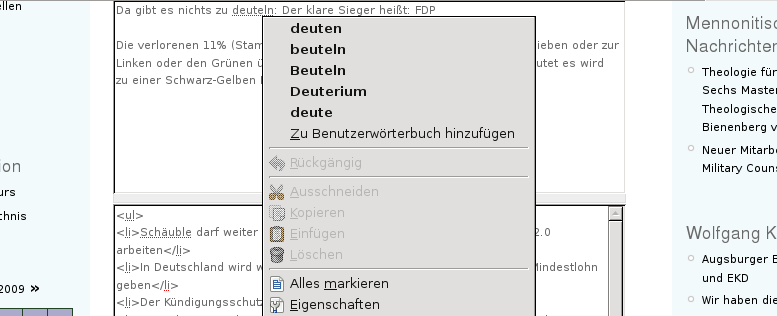 ellen
ion
urs
chnis
2009 »
Da gibt es nichts zu deuteln: Der klare Sieger heißt: FDP
Die verlorenen 11% (Stam
ieben oder zur
Linken oder den Grünen ü
utet es wird
zu einer Schwarz-Gelben
deuten
beuteln
Beuteln
Deuterium
deute
Zu Benutzerwörterbuch hinzufügen
Rückgängig
Ausschneiden
Kopieren
Einfügen
Löschen
Alles markieren
Eigenschaften
<ul>
<li>Schäuble darf weiter
2.0
arbeiten</li>
<li>In Deutschland wird w
Mindestlohn
geben</li>
<li>Der Kündigungsschutz
Mennonitisc
Nachrichter
Theologie für
Sechs Master
Theologische
Bienenberg v
Neuer Mitarb
Military Couns
Wolfgang K
Augsburger E
und EKD
Wir haben die